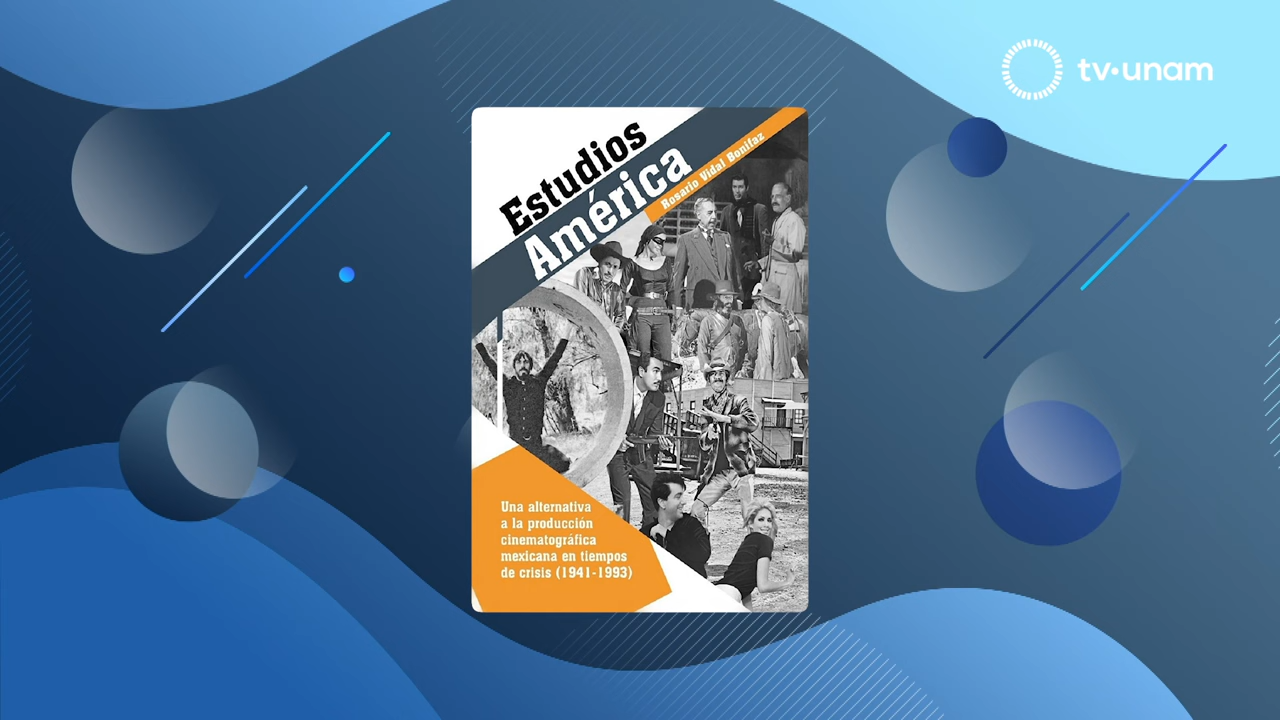 tv·unam
Estudios
América
Rosario Vidal Bonifaz
Una alternativa
a la producción
cinematográfica
mexicana en tiempos
de crisis (1941-1993)